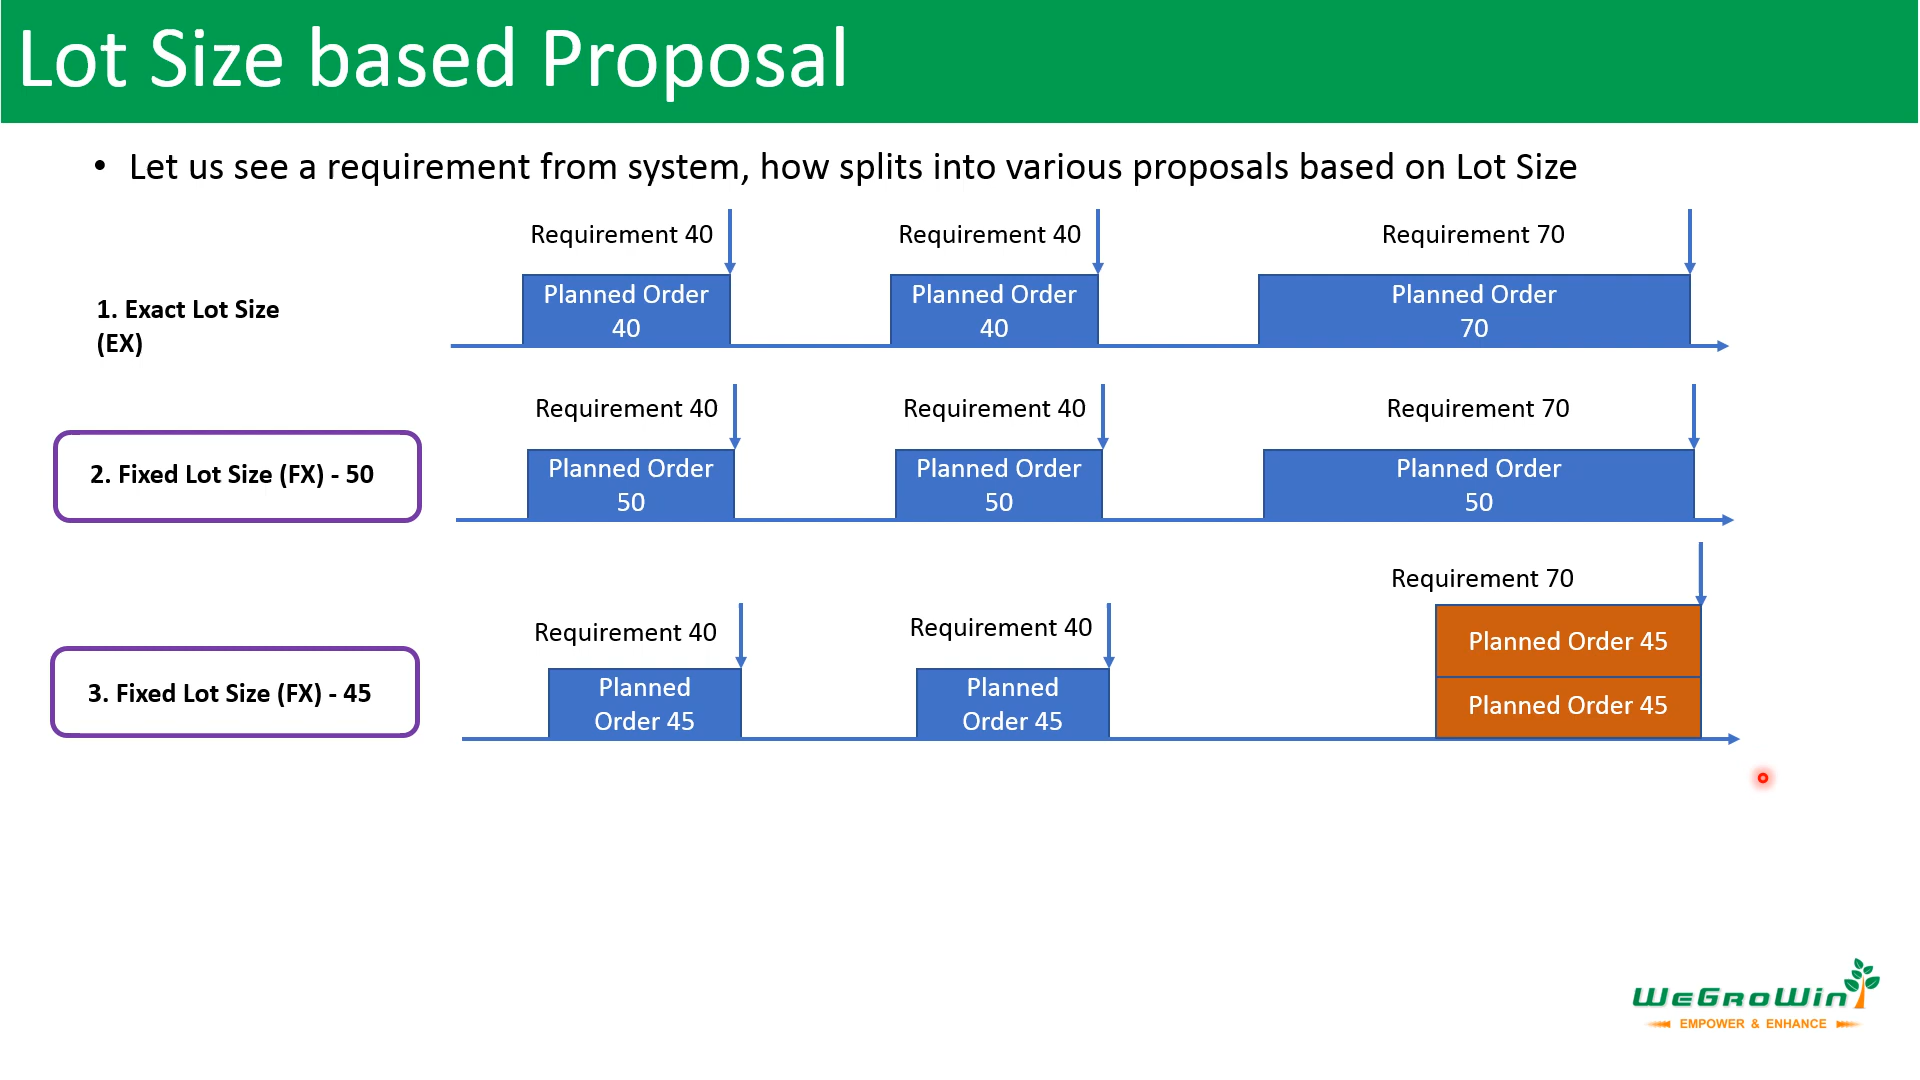 Lot Size based Proposal
• Let us see a requirement from system, how splits into various proposals based on Lot Size
Requirement 40
Requirement 40
Requirement 70
1. Exact Lot Size
(EX)
Planned Order
40
Planned Order
40
Planned Order
70
Requirement 40
Requirement 40
Requirement 70
2. Fixed Lot Size (FX) - 50
Planned Order
50
Planned Order
50
Planned Order
50
Requirement 40
Requirement 40
Requirement 70
3. Fixed Lot Size (FX) - 45
Planned
Order 45
Planned
Order 45
Planned Order 45
Planned Order 45
WeGroWin
EMPOWER & ENHANCE